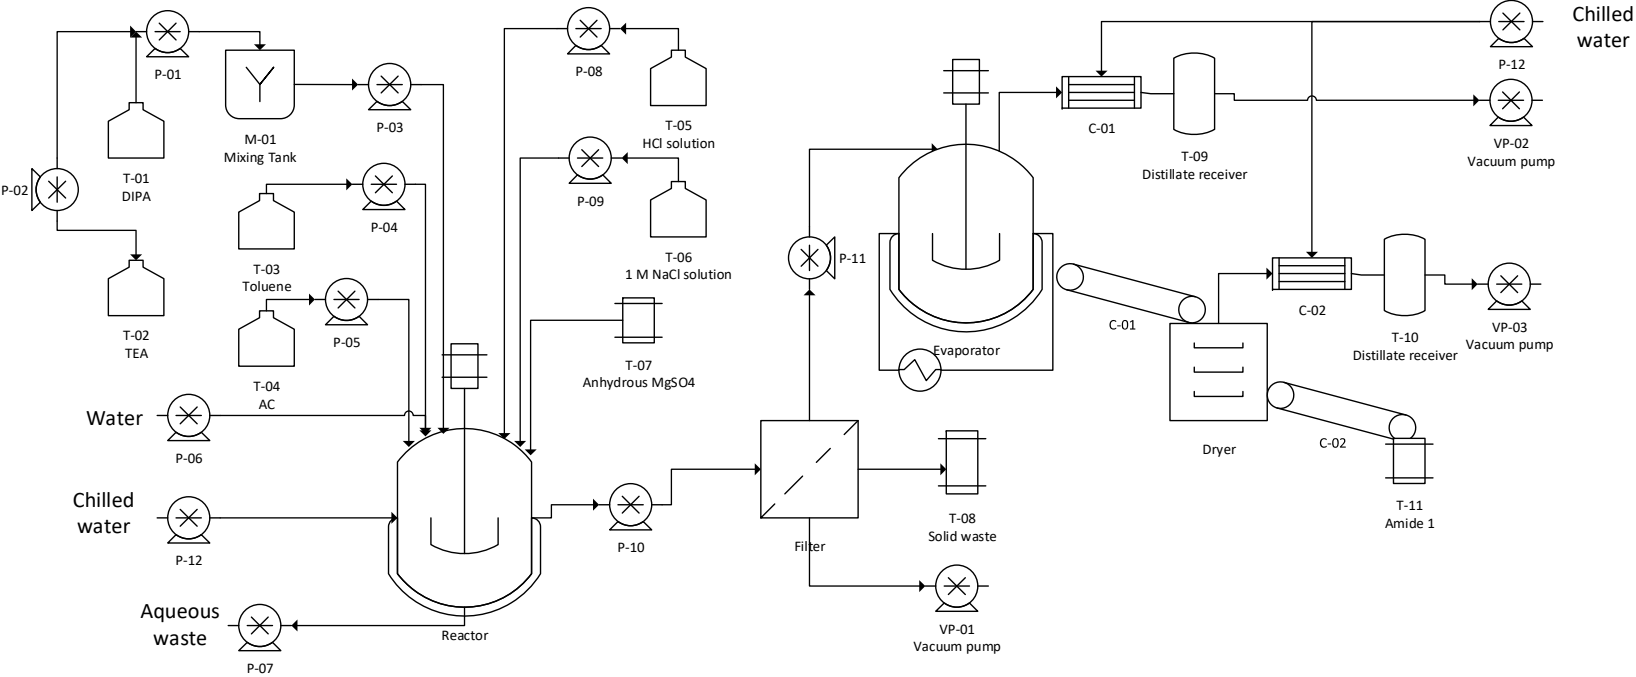 P-01
P-02
T-01
DIPA
T-02
TEA
M-01
Mixing Tank
P-03
T-03
Toluene
P-04
T-04
AC
P-05
Water
P-06
Chilled
water
P-12
Aqueous
waste
P-07
Reactor
P-08
T-05
HCl solution
P-09
T-06
1 M NaCl solution
T-07
Anhydrous MgSO4
P-10
Filter
T-08
Solid waste
VP-01
Vacuum pump
P-11
Evaporator
C-01
T-09
Distillate receiver
Chilled
water
P-12
VP-02
Vacuum pump
C-01
C-02
T-10
Distillate receiver
VP-03
Vacuum pump
Dryer
C-02
T-11
Amide 1